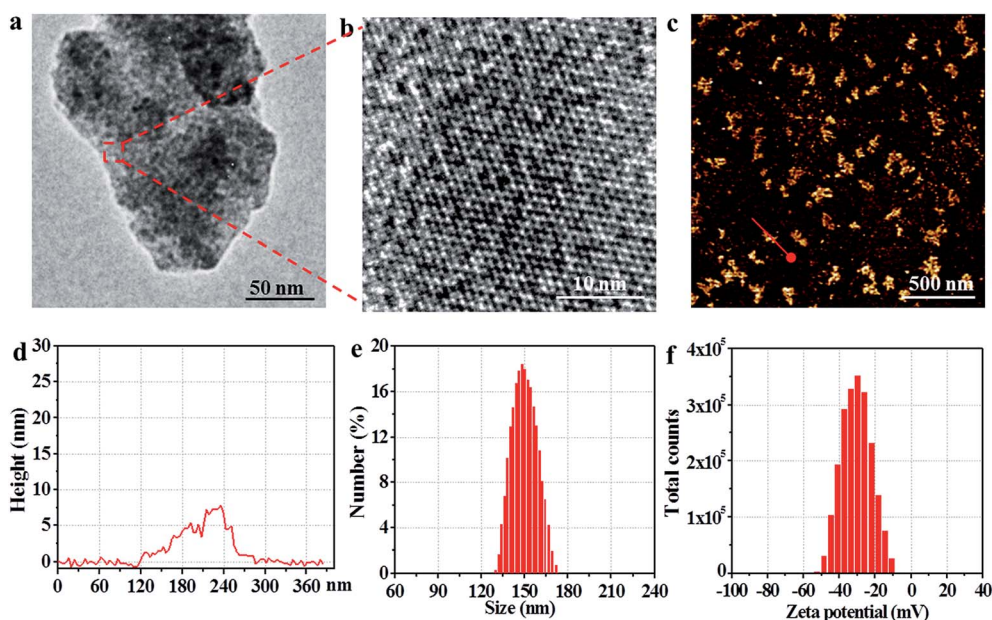 a
50 nm
b
10 nm
c
500 nm
d
Height (nm)
30
25
20
15
10
5
0
0 60 120 180 240 300 360 nm
e
Number (%)
20
16
12
8
4
0
60 90 120 150 180 210 240
Size (nm)
f
Total counts
4x10⁵
3x10⁵
2x10⁵
1x10⁵
0
-100 -80 -60 -40 -20 0 20 40
Zeta potential (mV)